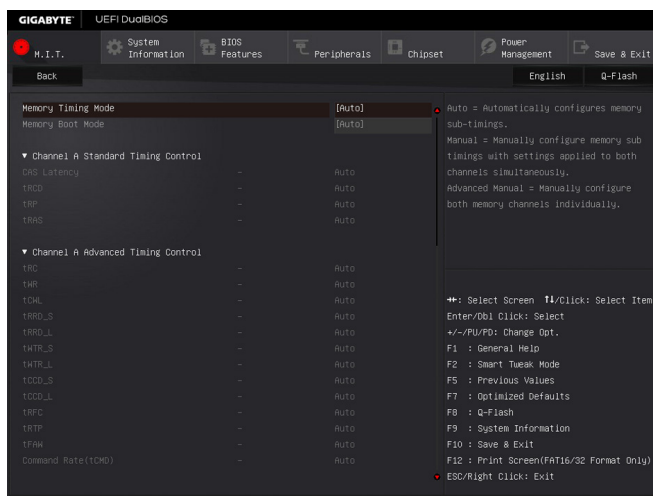 GIGABYTE™ UEFI DualBIOS
M.I.T.
System Information
BIOS Features
Peripherals
Chipset
Power Management
Save & Exit
Back
English
Q-Flash
Memory Timing Mode [Auto]
Memory Boot Mode [Auto]
▼ Channel A Standard Timing Control
CAS Latency - Auto
tRCD - Auto
tRP - Auto
tRAS - Auto
▼ Channel A Advanced Timing Control
tRC - Auto
tWR - Auto
tCWL - Auto
tRRD_S - Auto
tRRD_L - Auto
tWTR_S - Auto
tWTR_L - Auto
tCCD_S - Auto
tCCD_L - Auto
tRFC - Auto
tRTP - Auto
tFAW - Auto
Command Rate(tCMD) - Auto
Auto = Automatically configures memory
sub-timings.
Manual = Manually configure memory sub
timings with settings applied to both
channels simultaneously.
Advanced Manual = Manually configure
both memory channels individually.
→←: Select Screen ↑↓/Click: Select Item
Enter/Dbl Click: Select
+/-/PU/PD: Change Opt.
F1 : General Help
F2 : Smart Tweak Mode
F5 : Previous Values
F7 : Optimized Defaults
F8 : Q-Flash
F9 : System Information
F10 : Save & Exit
F12 : Print Screen(FAT16/32 Format Only)
ESC/Right Click: Exit